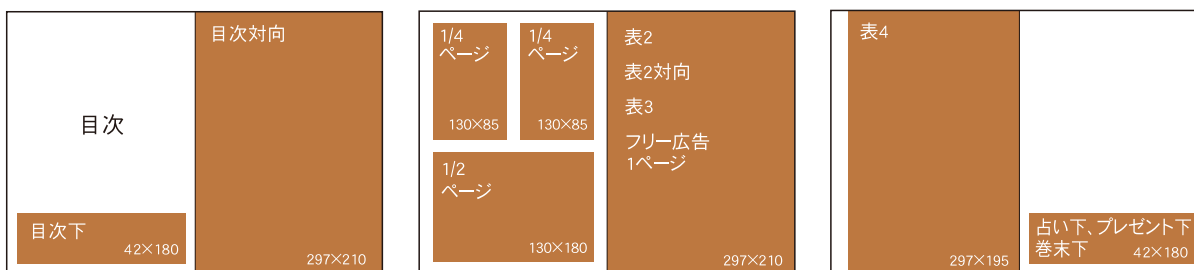 目次
目次下
42×180
目次対向
297×210
1/4
ページ
130×85
1/4
ページ
130×85
1/2
ページ
130×180
表2
表2対向
表3
フリー広告
1ページ
297×210
表4
297×195
占い下、プレゼント下
巻末下 42×180